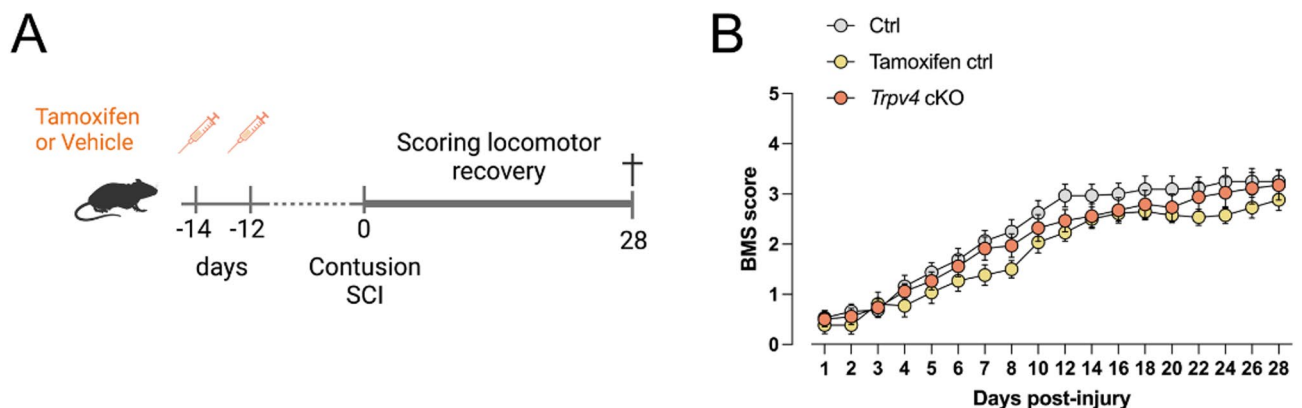 A
Tamoxifen
or Vehicle
-14
-12
0
28
days
Contusion
SCI
Scoring locomotor
recovery
†
B
Ctrl
Tamoxifen ctrl
Trpv4 cKO
BMS score
5
4
3
2
1
0
1 2 3 4 5 6 7 8 10 12 14 16 18 20 22 24 26 28
Days post-injury